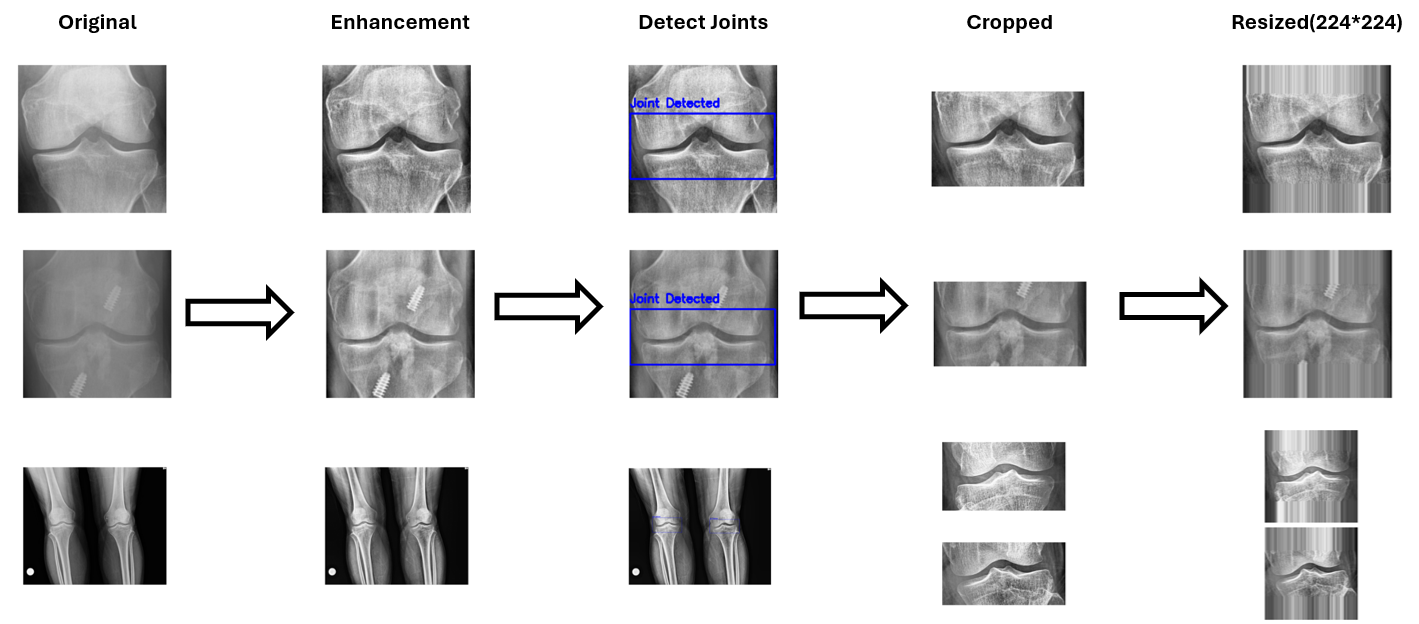 Original
Enhancement
Detect Joints
Cropped
Resized(224*224)
Joint Detected
Joint Detected